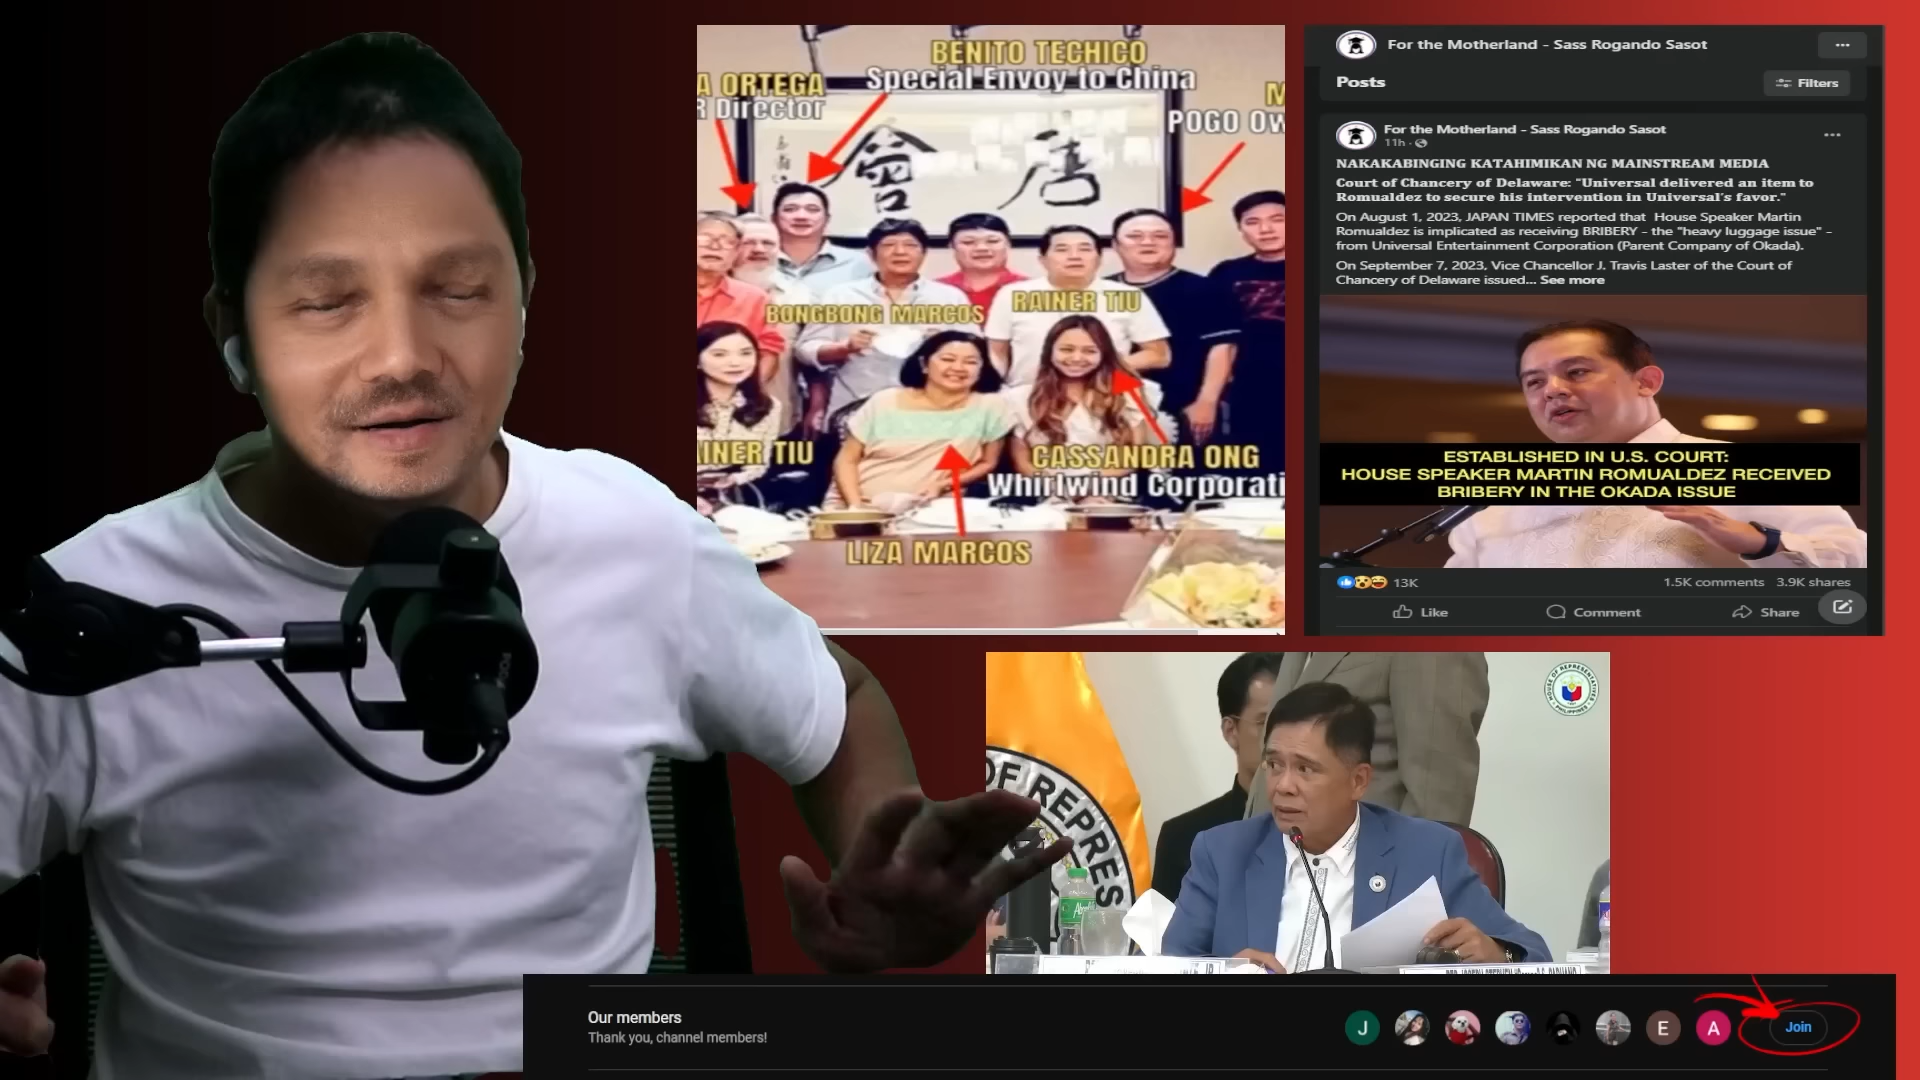 BENITO TECHICO
Special Envoy to China
A ORTEGA
R Director
M
POGO Ow
會
BONGBONG MARCOS
RAINER TIU
INER TIU
CASSANDRA ONG
Whirlwind Corporati
LIZA MARCOS
For the Motherland - Sass Rogando Sasot
Posts
Filters
For the Motherland - Sass Rogando Sasot
11h
NAKAKABINGING KATAHIMIKAN NG MAINSTREAM MEDIA
Court of Chancery of Delaware: "Universal delivered an item to
Romualdez to secure his intervention in Universal's favor."
On August 1, 2023, JAPAN TIMES reported that House Speaker Martin
Romualdez is implicated as receiving BRIBERY - the "heavy luggage issue" -
from Universal Entertainment Corporation (Parent Company of Okada).
On September 7, 2023, Vice Chancellor J. Travis Laster of the Court of
Chancery of Delaware issued... See more
ESTABLISHED IN U.S. COURT:
HOUSE SPEAKER MARTIN ROMUALDEZ RECEIVED
BRIBERY IN THE OKADA ISSUE
13K
1.5K comments 3.9K shares
Like Comment Share
HOUSE OF REPRESENTATIVES
PHILIPPINES
OF REPRES
Our members
Thank you, channel members!
J
E
A
Join